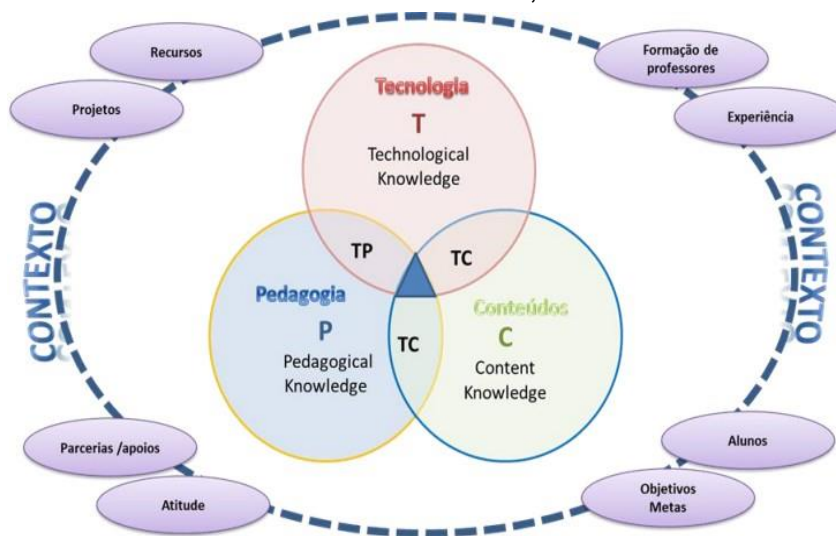 Recursos
Projetos
Formação de
professores
Experiência
Tecnologia
T
Technological
Knowledge
CONTEXTO
CONTEXTO
TP
TC
Pedagogia
P
Pedagogical
Knowledge
TC
Conteúdos
C
Content
Knowledge
Parcerias /apoios
Atitude
Alunos
Objetivos
Metas